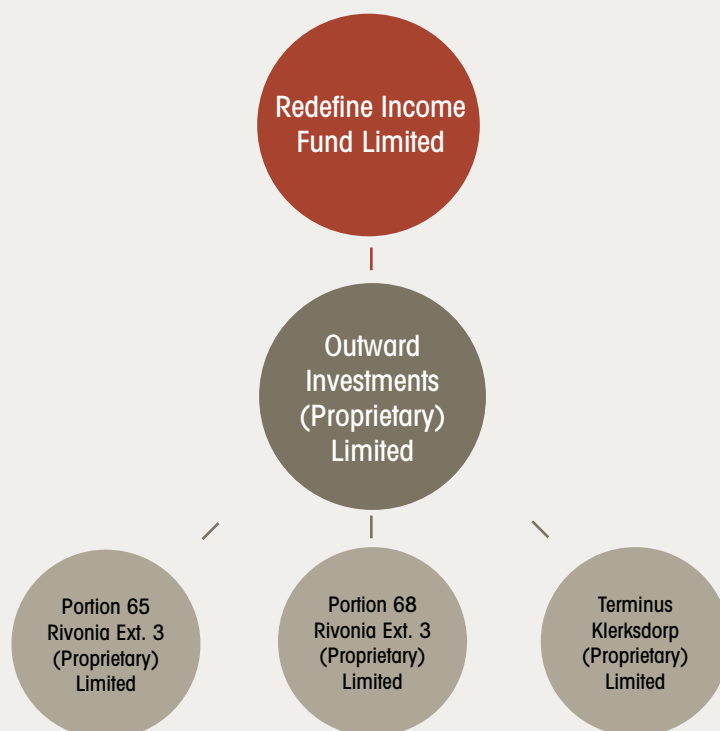 Redefine Income
Fund Limited
Outward
Investments
(Proprietary)
Limited
Portion 65
Rivonia Ext. 3
(Proprietary)
Limited
Portion 68
Rivonia Ext. 3
(Proprietary)
Limited
Terminus
Klerksdorp
(Proprietary)
Limited